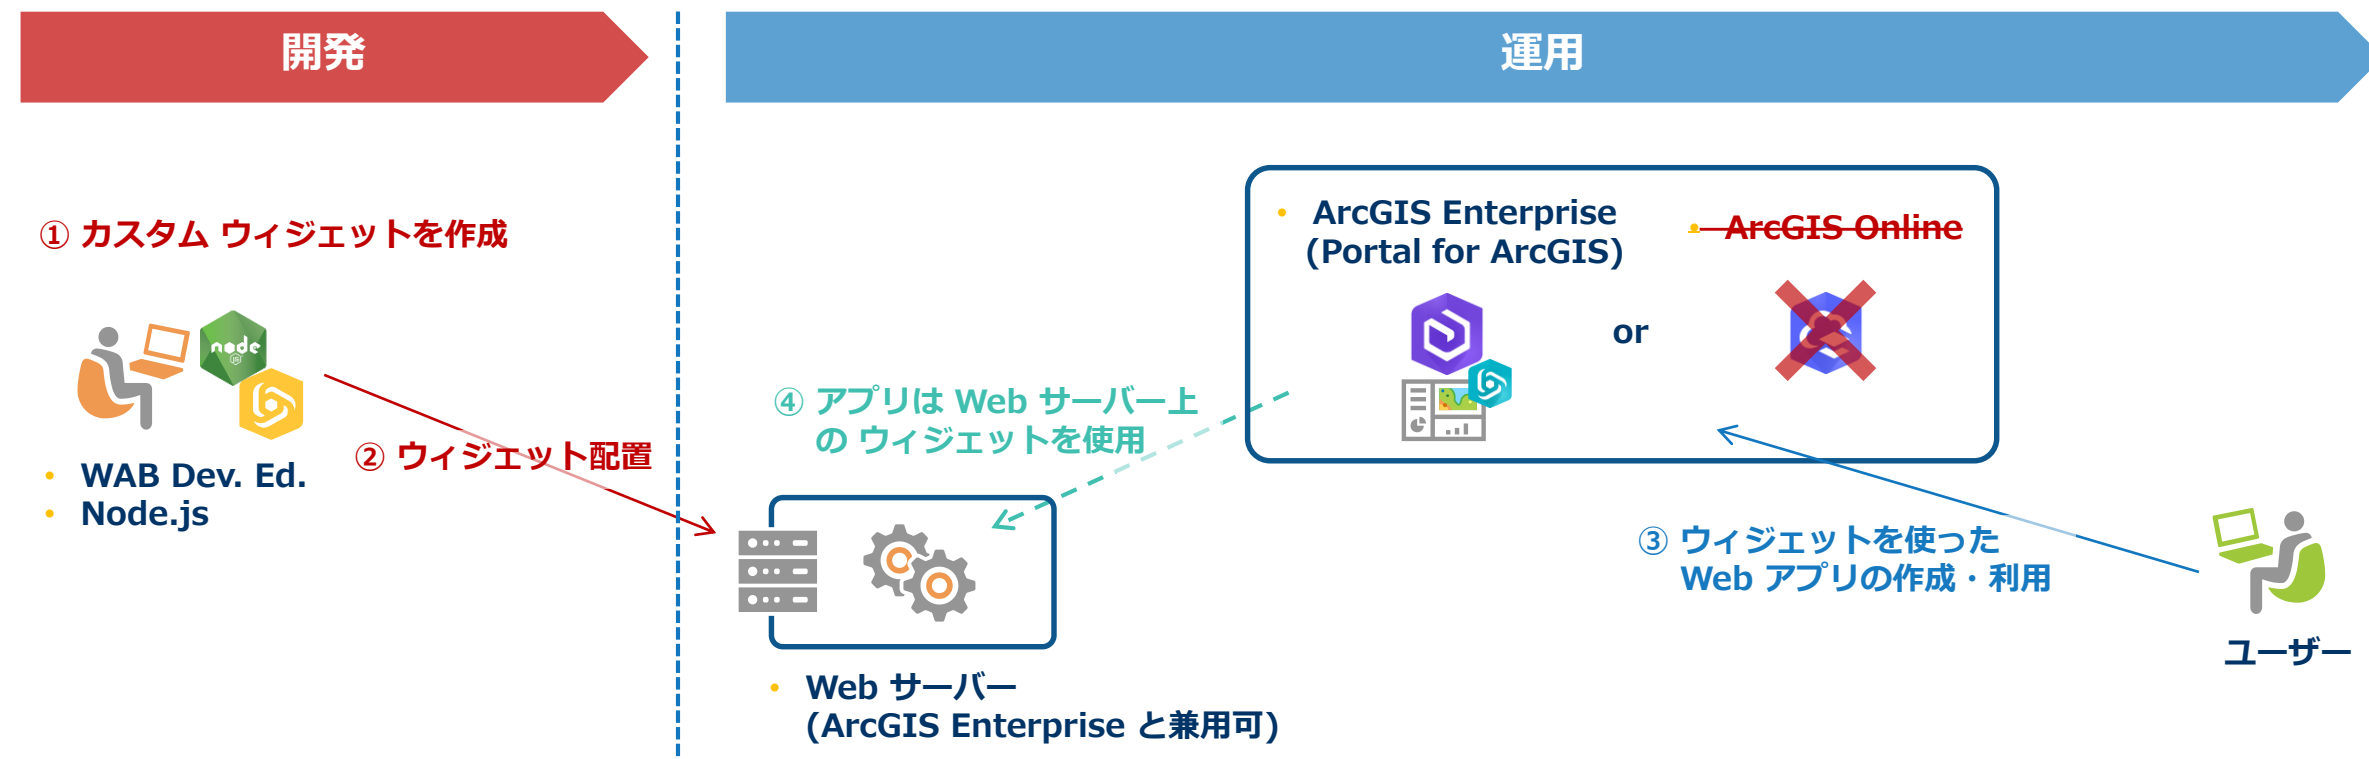 開発
運用
① カスタム ウィジェットを作成
node
JS
• WAB Dev. Ed.
• Node.js
② ウィジェット配置
④ アプリは Web サーバー上
の ウィジェットを使用
• ArcGIS Enterprise
(Portal for ArcGIS)
or
• ArcGIS Online
③ ウィジェットを使った
Web アプリの作成・利用
ユーザー
• Web サーバー
(ArcGIS Enterprise と兼用可)